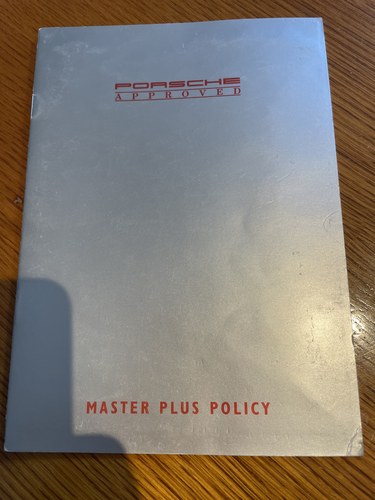 PORSCHE
APPROVED
MASTER PLUS POLICY